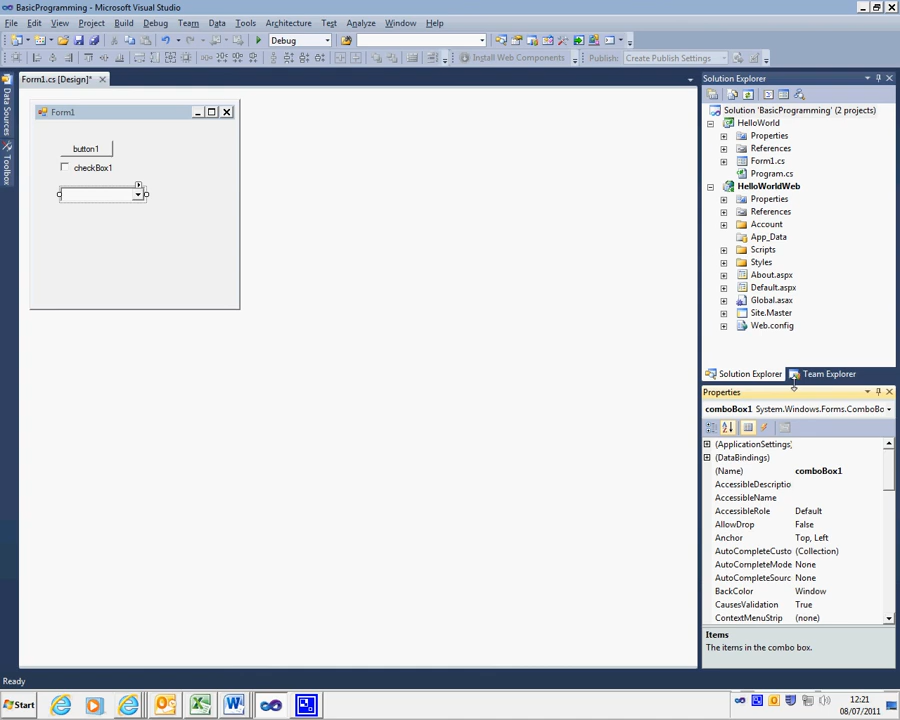 BasicProgramming - Microsoft Visual Studio
File Edit View Project Build Debug Team Data Tools Architecture Test Analyze Window Help
Debug
Install Web Components Publish: Create Publish Settings
Form1.cs [Design]*
Data Sources
Toolbox
Form1
button1
checkBox1
Solution Explorer
Solution 'BasicProgramming' (2 projects)
HelloWorld
Properties
References
Form1.cs
Program.cs
HelloWorldWeb
Properties
References
Account
App_Data
Scripts
Styles
About.aspx
Default.aspx
Global.asax
Site.Master
Web.config
Solution Explorer Team Explorer
Properties
comboBox1 System.Windows.Forms.ComboBo
(ApplicationSettings)
(DataBindings)
(Name) comboBox1
AccessibleDescriptio
AccessibleName
AccessibleRole Default
AllowDrop False
Anchor Top, Left
AutoCompleteCusto (Collection)
AutoCompleteMode None
AutoCompleteSourc None
BackColor Window
CausesValidation True
ContextMenuStrip (none)
Items
The items in the combo box.
Ready
Start
12:21
08/07/2011